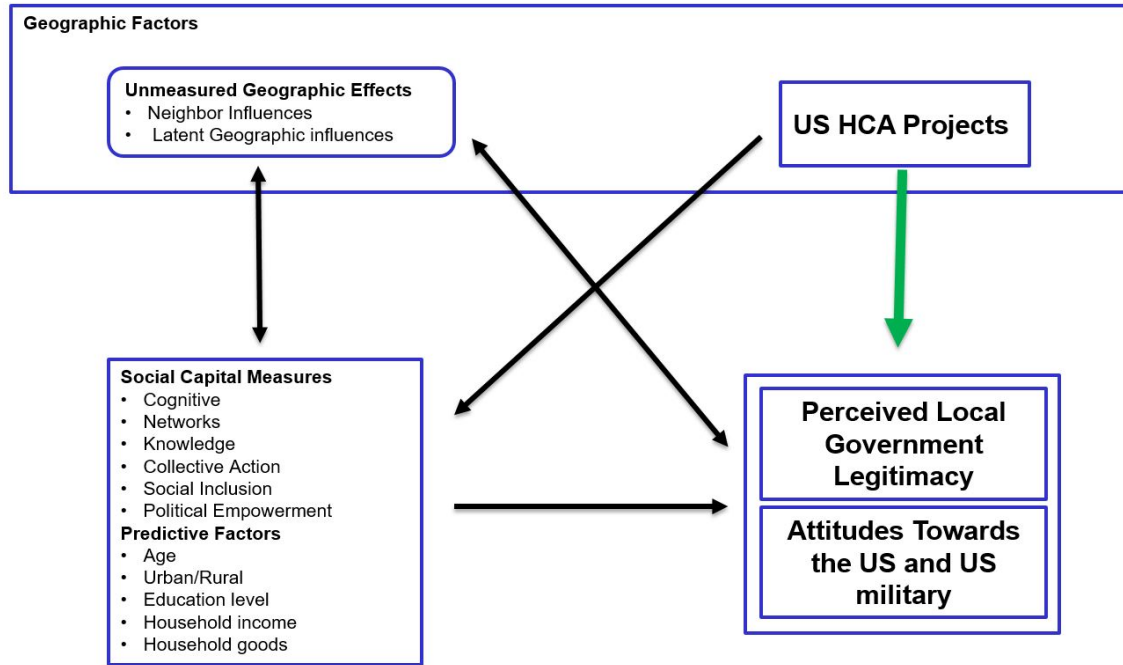 Geographic Factors
Unmeasured Geographic Effects
• Neighbor Influences
• Latent Geographic influences
US HCA Projects
Social Capital Measures
• Cognitive
• Networks
• Knowledge
• Collective Action
• Social Inclusion
• Political Empowerment
Predictive Factors
• Age
• Urban/Rural
• Education level
• Household income
• Household goods
Perceived Local
Government
Legitimacy
Attitudes Towards
the US and US
military